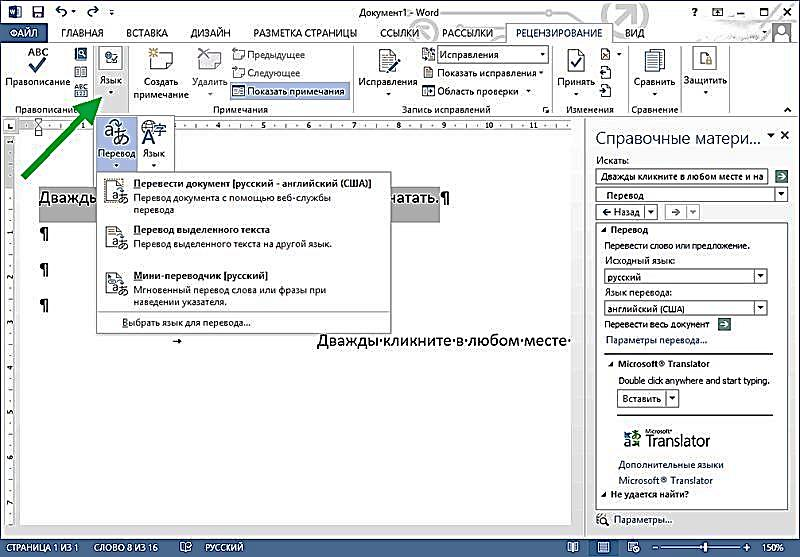 Документ1 - Word
ФАЙЛ ГЛАВНАЯ ВСТАВКА ДИЗАЙН РАЗМЕТКА СТРАНИЦЫ ССЫЛКИ РАССЫЛКИ РЕЦЕНЗИРОВАНИЕ ВИД
ABC
Правописание
ABC
123
Язык
Создать
примечание
Удалить
Предыдущее
Следующее
Показать примечания
Исправления
Исправления
Показать исправления
Область проверки
Принять
Сравнить
Защитить
Правописание
Примечания
Запись исправлений
Изменения
Сравнение
Перевод
Язык
Перевести документ [русский - английский (США)]
Перевод документа с помощью веб-службы
перевода
Перевод выделенного текста
Перевод выделенного текста на другой язык.
Мини-переводчик [русский]
Мгновенный перевод слова или фразы при
наведении указателя.
Выбрать язык для перевода...
Дважды чатать.¶
¶
¶
¶
Дважды·кликните·в·любом·месте·
Справочные матери...
Искать:
Дважды кликните в любом месте и на
Перевод
Назад
Перевод
Перевести слово или предложение.
Исходный язык:
русский
Язык перевода:
английский (США)
Перевести весь документ
Параметры перевода...
Microsoft® Translator
Double click anywhere and start typing.
Вставить
Microsoft®
Translator
Дополнительные языки
Microsoft® Translator
Не удается найти?
Параметры...
СТРАНИЦА 1 ИЗ 1 СЛОВО 8 ИЗ 16 РУССКИЙ 150%